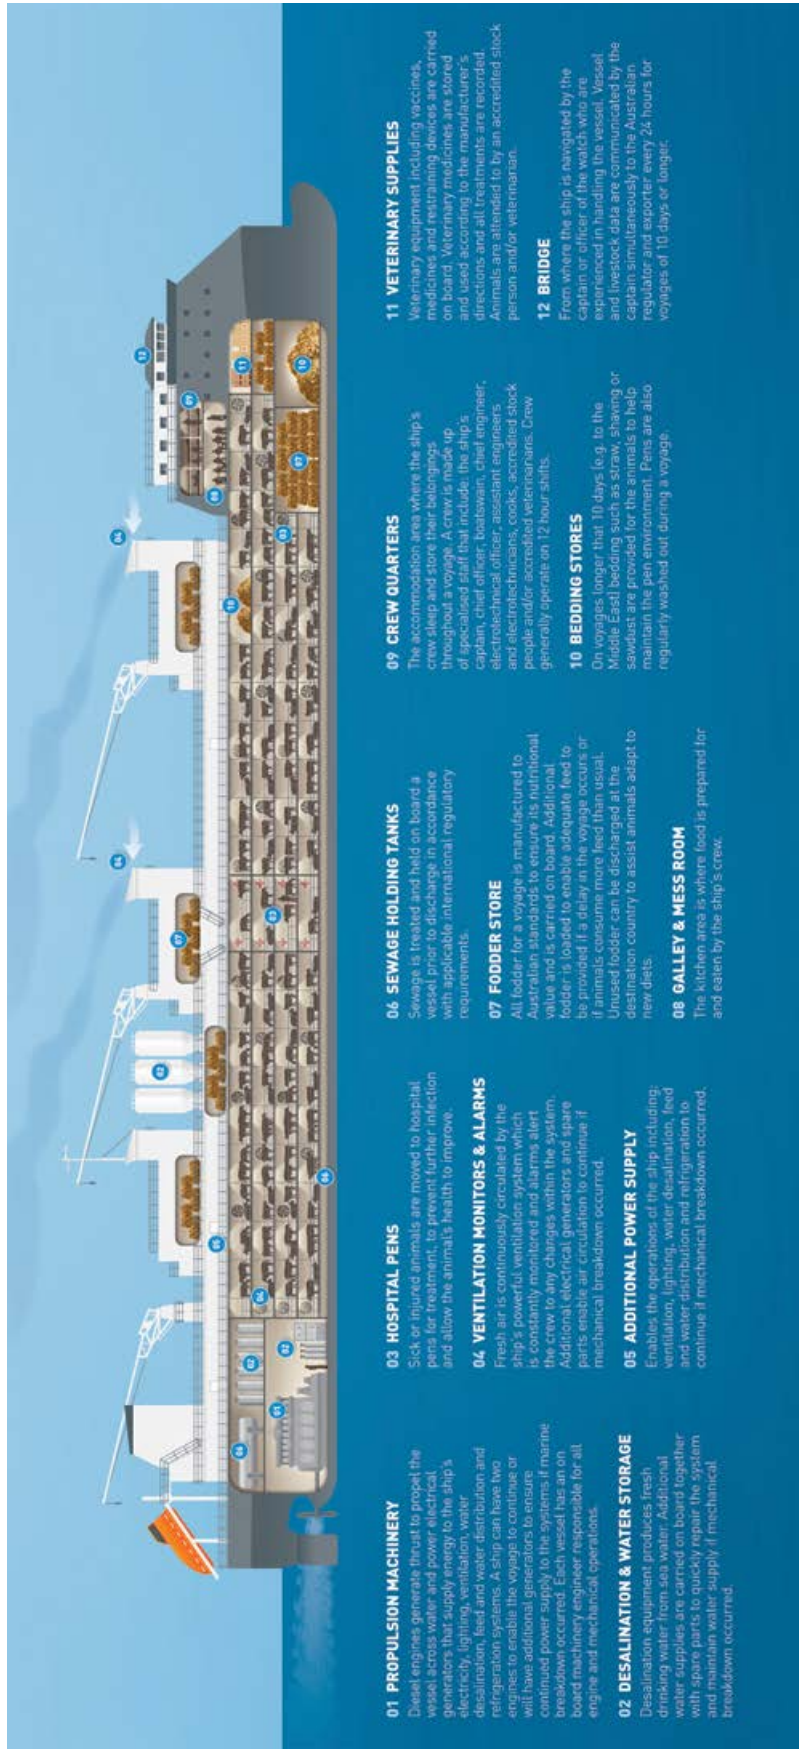 01 PROPULSION MACHINERY
Diesel engines generate thrust to propel the
vessel across water and power electrical
generators that supply energy to the ship's
electricity, lighting, ventilation, water
desalination, feed and water distribution and
refrigeration systems. A ship can have two
engines to enable the voyage to continue or
will have additional generators to ensure
continued power supply to the systems if marine
breakdown occurred. Each vessel has an on
board machinery engineer responsible for all
engine and mechanical operations.
02 DESALINATION & WATER STORAGE
Desalination equipment produces fresh
drinking water from sea water. Additional
water supplies are carried on board together
with spare parts to quickly repair the system
and maintain water supply if mechanical
breakdown occurred.
03 HOSPITAL PENS
Sick or injured animals are moved to hospital
pens for treatment, to prevent further infection
and allow the animal's health to improve.
04 VENTILATION MONITORS & ALARMS
Fresh air is continuously circulated by the
ship's powerful ventilation system which
is constantly monitored and alarms alert
the crew to any changes within the system.
Additional electrical generators and spare
parts enable air circulation to continue if
mechanical breakdown occurred.
05 ADDITIONAL POWER SUPPLY
Enables the operations of the ship including:
ventilation, lighting, water desalination, feed
and water distribution and refrigeration to
continue if mechanical breakdown occurred.
06 SEWAGE HOLDING TANKS
Sewage is treated and held on board a
vessel prior to discharge in accordance
with applicable international regulatory
requirements.
07 FODDER STORE
All fodder for a voyage is manufactured to
Australian standards to ensure its nutritional
value and is carried on board. Additional
fodder is loaded to enable adequate feed to
be provided if a delay in the voyage occurs or
if animals consume more feed than usual.
Unused fodder can be discharged at the
destination country to assist animals adapt to
new diets.
08 GALLEY & MESS ROOM
The kitchen area is where food is prepared for
and eaten by the ship's crew.
09 CREW QUARTERS
The accommodation area where the ship's
crew sleep and store their belongings
throughout a voyage. A crew is made up
of specialised staff that include: the ship's
captain, chief officer, boatswain, chief engineer,
electrotechnical officer, assistant engineers
and electrotechnicians, cooks, accredited stock
people and/or accredited veterinarians. Crew
generally operate on 12 hour shifts.
10 BEDDING STORES
On voyages longer that 10 days (e.g. to the
Middle East) bedding such as straw, shaving or
sawdust are provided for the animals to help
maintain the pen environment. Pens are also
regularly washed out during a voyage.
11 VETERINARY SUPPLIES
Veterinary equipment including vaccines,
medicines and restraining devices are carried
on board. Veterinary medicines are stored
and used according to the manufacturer's
directions and all treatments are recorded.
Animals are attended to by an accredited stock
person and/or veterinarian.
12 BRIDGE
From where the ship is navigated by the
captain or officer of the watch who are
experienced in handling the vessel. Vessel
and livestock data are communicated by the
captain simultaneously to the Australian
regulator and exporter every 24 hours for
voyages of 10 days or longer.